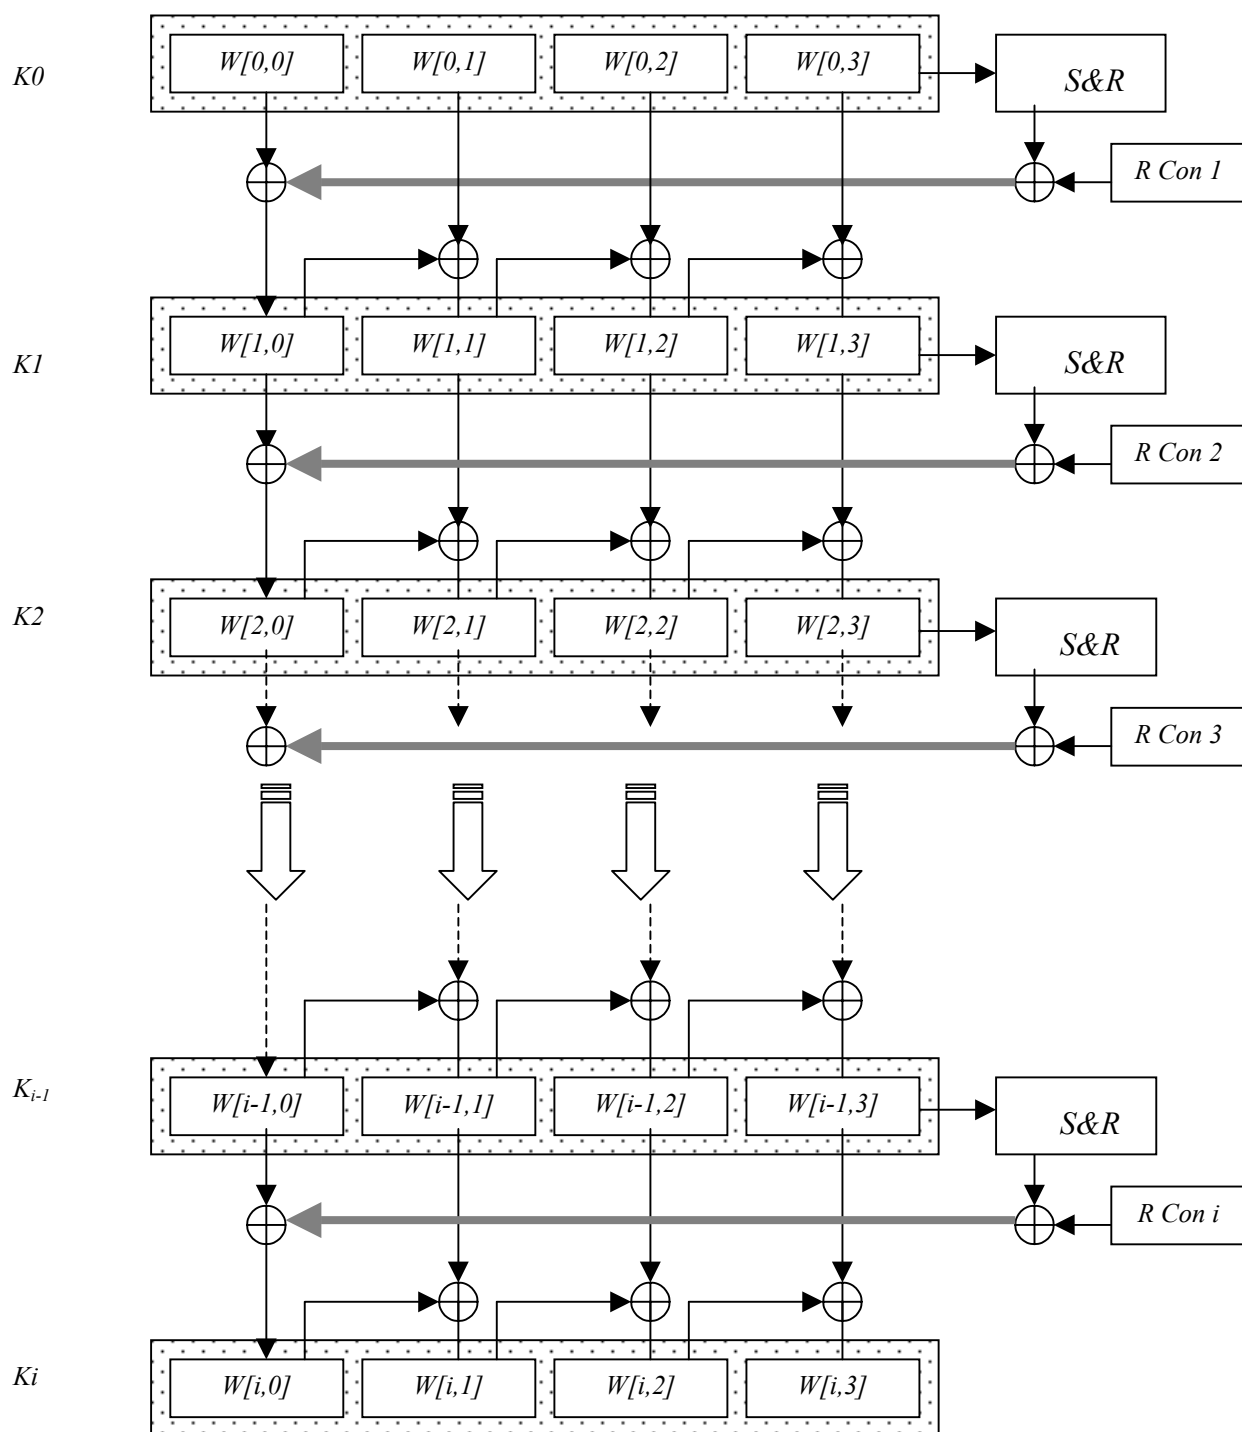 K0 W[0,0] W[0,1] W[0,2] W[0,3] S&R
R Con 1
K1 W[1,0] W[1,1] W[1,2] W[1,3] S&R
R Con 2
K2 W[2,0] W[2,1] W[2,2] W[2,3] S&R
R Con 3
Ki-1 W[i-1,0] W[i-1,1] W[i-1,2] W[i-1,3] S&R
R Con i
Ki W[i,0] W[i,1] W[i,2] W[i,3]